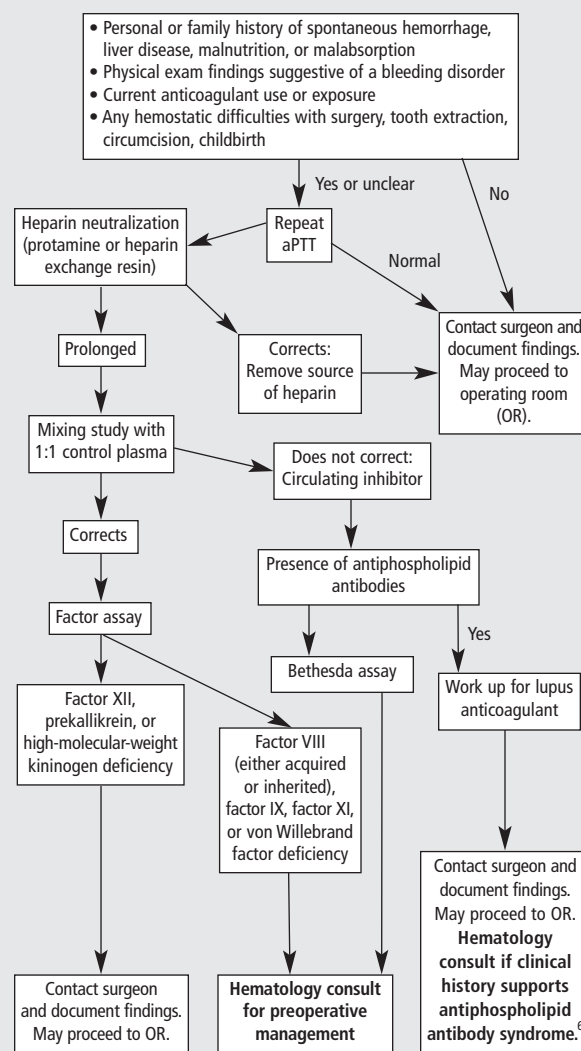 • Personal or family history of spontaneous hemorrhage,
liver disease, malnutrition, or malabsorption
• Physical exam findings suggestive of a bleeding disorder
• Current anticoagulant use or exposure
• Any hemostatic difficulties with surgery, tooth extraction,
circumcision, childbirth
Yes or unclear
No
Heparin neutralization
(protamine or heparin
exchange resin)
Repeat
aPTT
Normal
Prolonged
Corrects:
Remove source
of heparin
Contact surgeon and
document findings.
May proceed to
operating room
(OR).
Mixing study with
1:1 control plasma
Does not correct:
Circulating inhibitor
Corrects
Presence of antiphospholipid
antibodies
Factor assay
Yes
Bethesda assay
Work up for lupus
anticoagulant
Factor XII,
prekallikrein, or
high-molecular-weight
kininogen deficiency
Factor VIII
(either acquired
or inherited),
factor IX, factor XI,
or von Willebrand
factor deficiency
Contact surgeon and
document findings.
May proceed to OR.
Hematology
consult if clinical
history supports
antiphospholipid
antibody syndrome.6
Contact surgeon
and document findings.
May proceed to OR.
Hematology consult
for preoperative
management